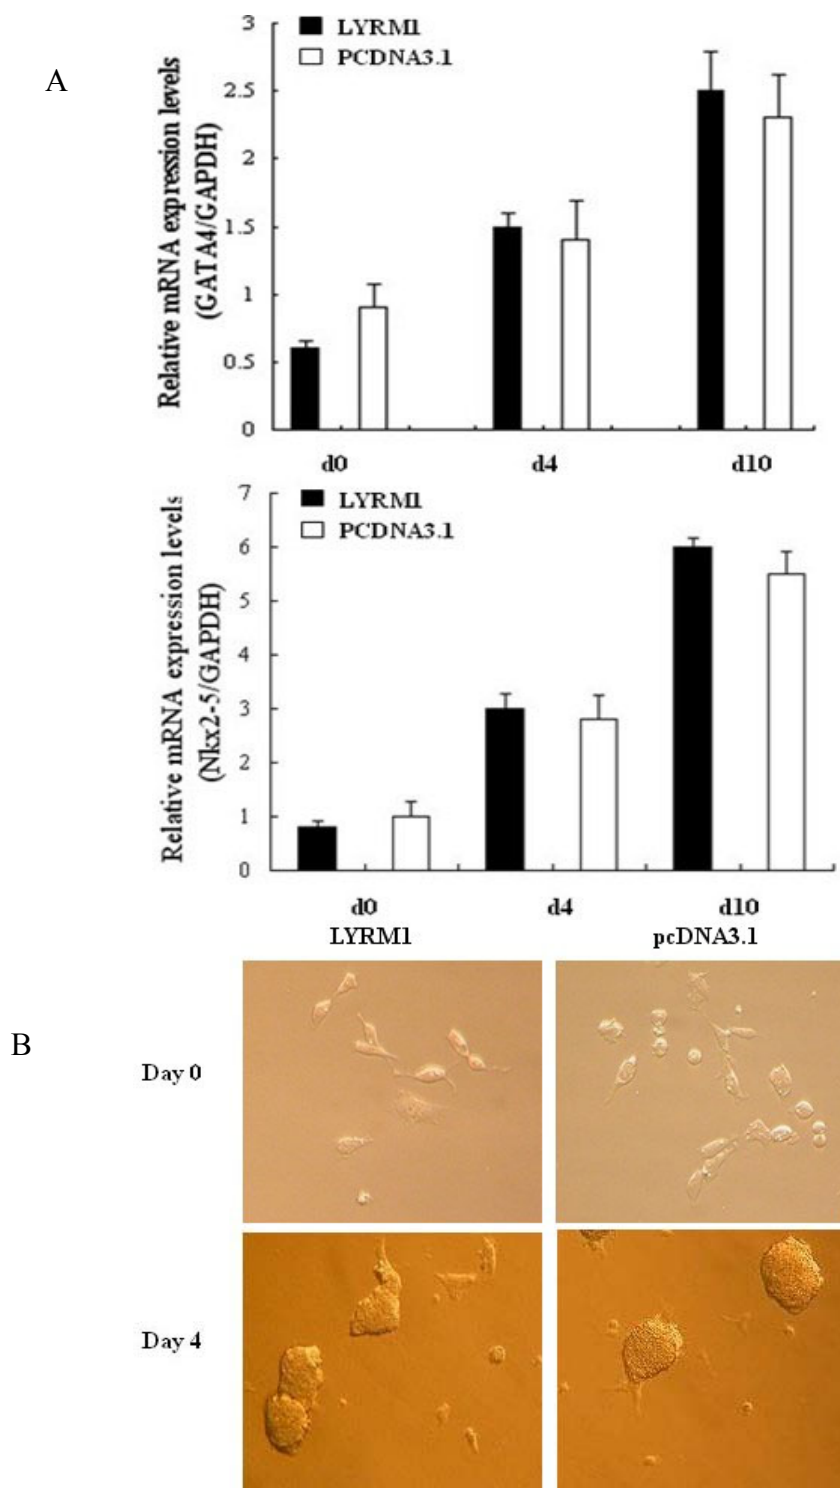 A
Relative mRNA expression levels
(GATA4/GAPDH)
3
2.5
2
1.5
1
0.5
0
LYRM1
PCDNA3.1
d0 d4 d10
Relative mRNA expression levels
(Nkx2-5/GAPDH)
7
6
5
4
3
2
1
0
LYRM1
PCDNA3.1
d0 d4 d10
LYRM1 pcDNA3.1
B
Day 0
Day 4